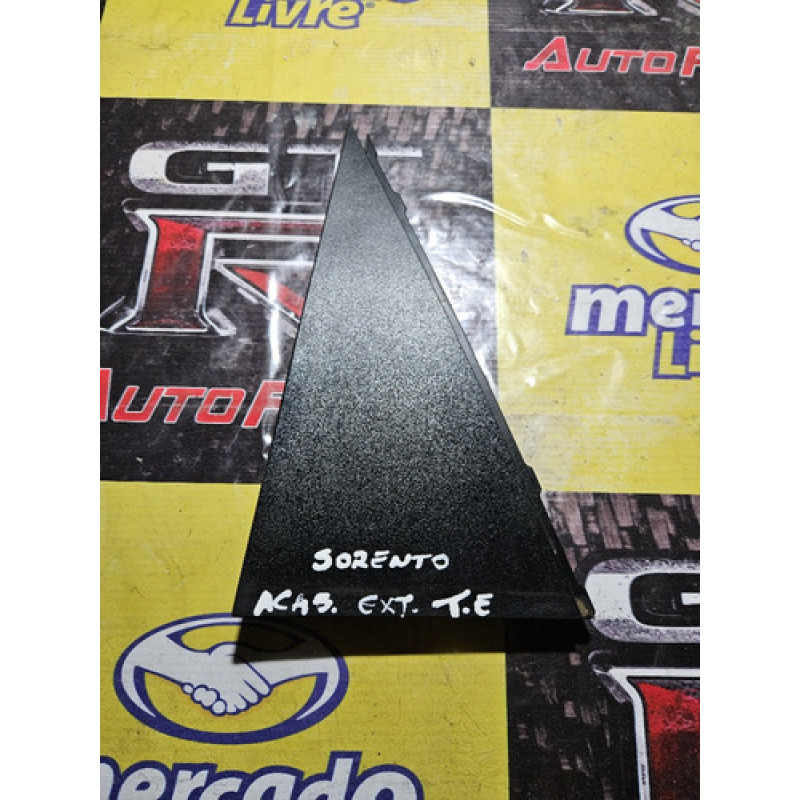 Livre
AUTO
GT
R
mer
Li
AUTO
SORENTO
ACAB. EXT. T.E
G
mercado